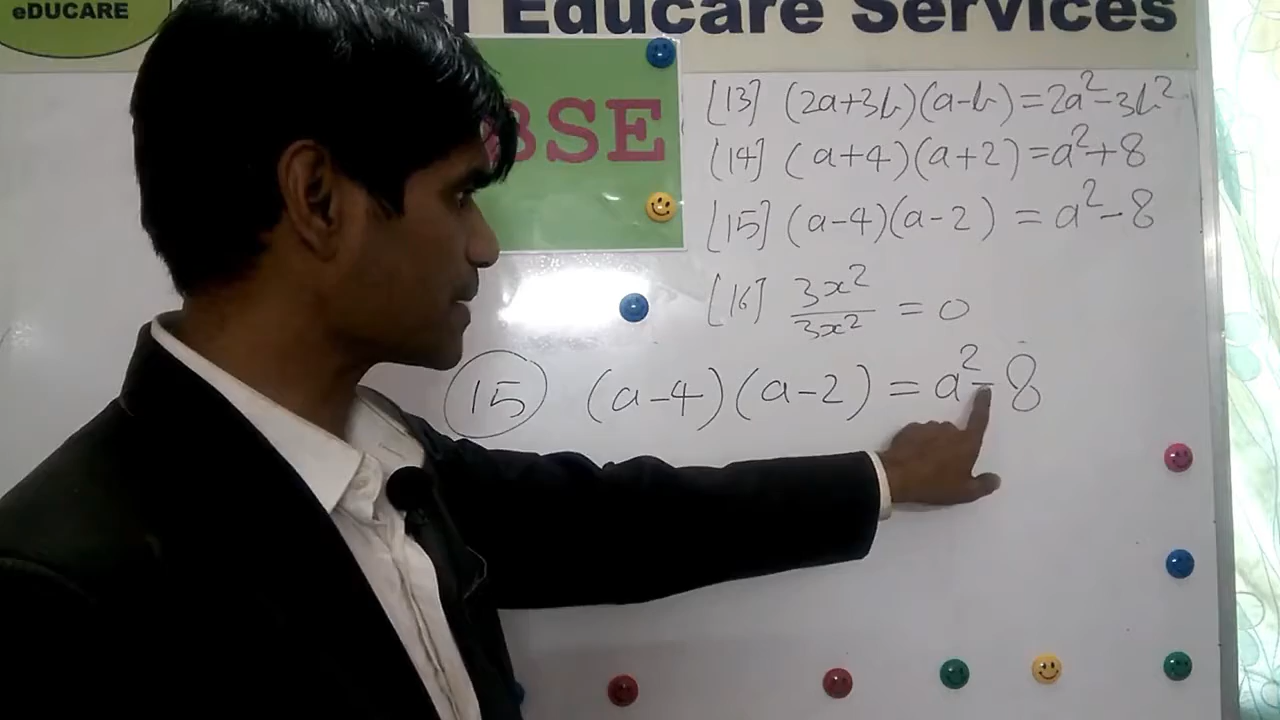 eDUCARE
l Educare Services
BSE
[13] (2a+3b)(a-b)=2a²-3b²
[14] (a+4)(a+2)=a²+8
[15] (a-4)(a-2) = a²-8
[16] 3x²/3x² = 0
15 (a-4)(a-2) = a²-8